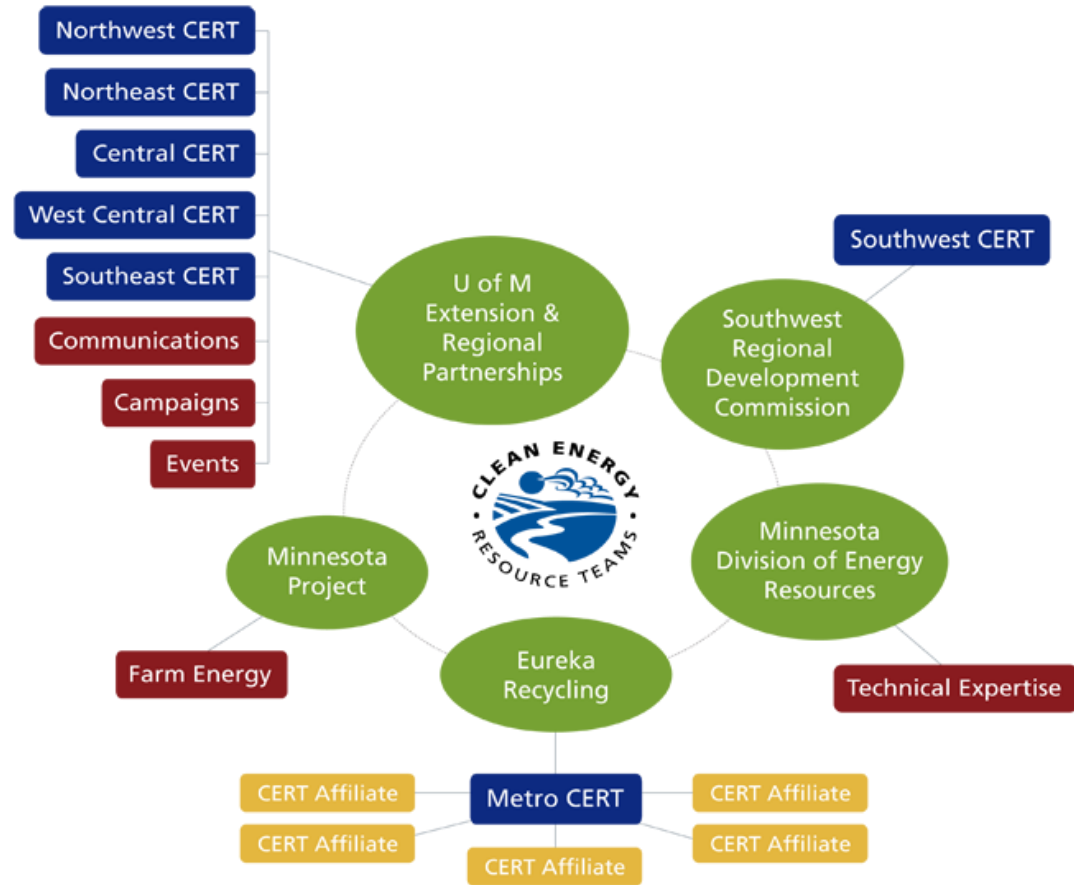 Northwest CERT
Northeast CERT
Central CERT
West Central CERT
Southeast CERT
Communications
Campaigns
Events
U of M
Extension &
Regional
Partnerships
Southwest CERT
Southwest
Regional
Development
Commission
• CLEAN ENERGY •
RESOURCE TEAMS
Minnesota
Project
Minnesota
Division of Energy
Resources
Farm Energy
Eureka
Recycling
Technical Expertise
CERT Affiliate
Metro CERT
CERT Affiliate
CERT Affiliate
CERT Affiliate
CERT Affiliate